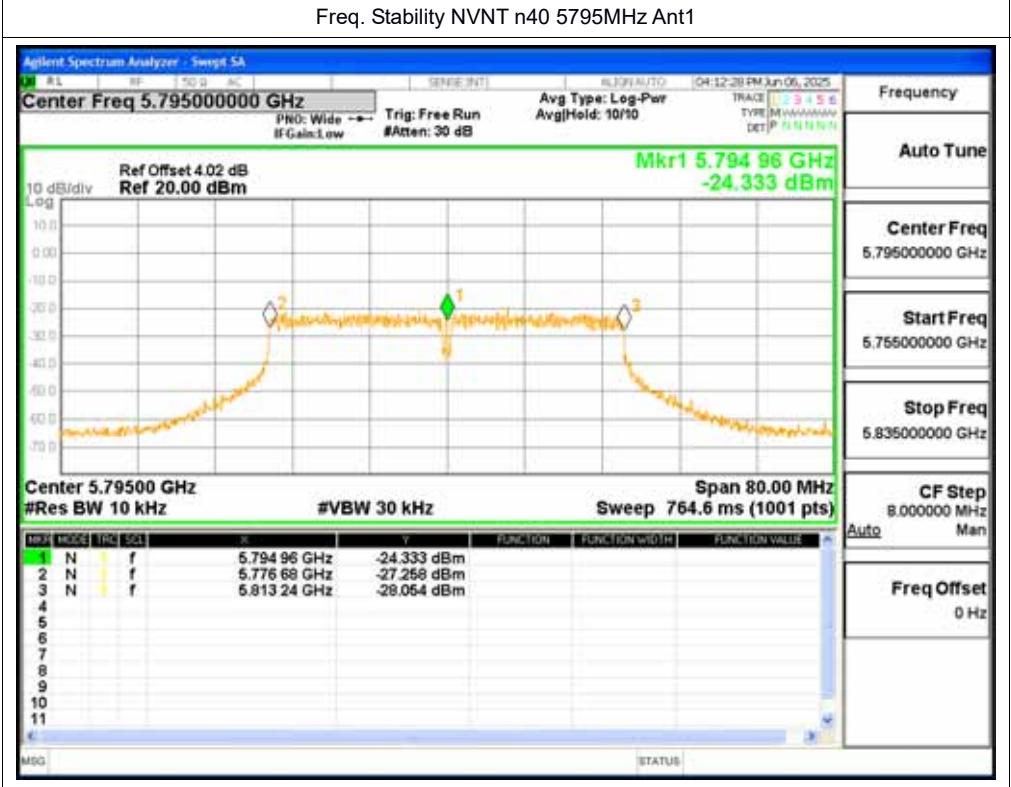 Freq. Stability NVNT n40 5795MHz Ant1
Agilent Spectrum Analyzer - Swept SA
RL RF 50 Ω AC SENSE:INT ALIGN AUTO 04:12:28 PM Jun 06, 2025
Center Freq 5.795000000 GHz
PNO: Wide
IFGain:Low
Trig: Free Run
#Atten: 30 dB
Avg Type: Log-Pwr
Avg|Hold: 10/10
TRACE 1 2 3 4 5 6
TYPE M
DET P N N N N N
Ref Offset 4.02 dB
10 dB/div Ref 20.00 dBm
Log
Mkr1 5.794 96 GHz
-24.333 dBm
10.0
0.00
-10.0
-20.0
-30.0
-40.0
-50.0
-60.0
-70.0
2
1
3
Center 5.79500 GHz Span 80.00 MHz
#Res BW 10 kHz #VBW 30 kHz Sweep 764.6 ms (1001 pts)
MKR MODE TRC SCL X Y FUNCTION FUNCTION WIDTH FUNCTION VALUE
1 N 1 f 5.794 96 GHz -24.333 dBm
2 N 1 f 5.776 68 GHz -27.258 dBm
3 N 1 f 5.813 24 GHz -28.054 dBm
4
5
6
7
8
9
10
11
MSG STATUS
Frequency
Auto Tune
Center Freq
5.795000000 GHz
Start Freq
5.755000000 GHz
Stop Freq
5.835000000 GHz
CF Step
8.000000 MHz
Auto Man
Freq Offset
0 Hz